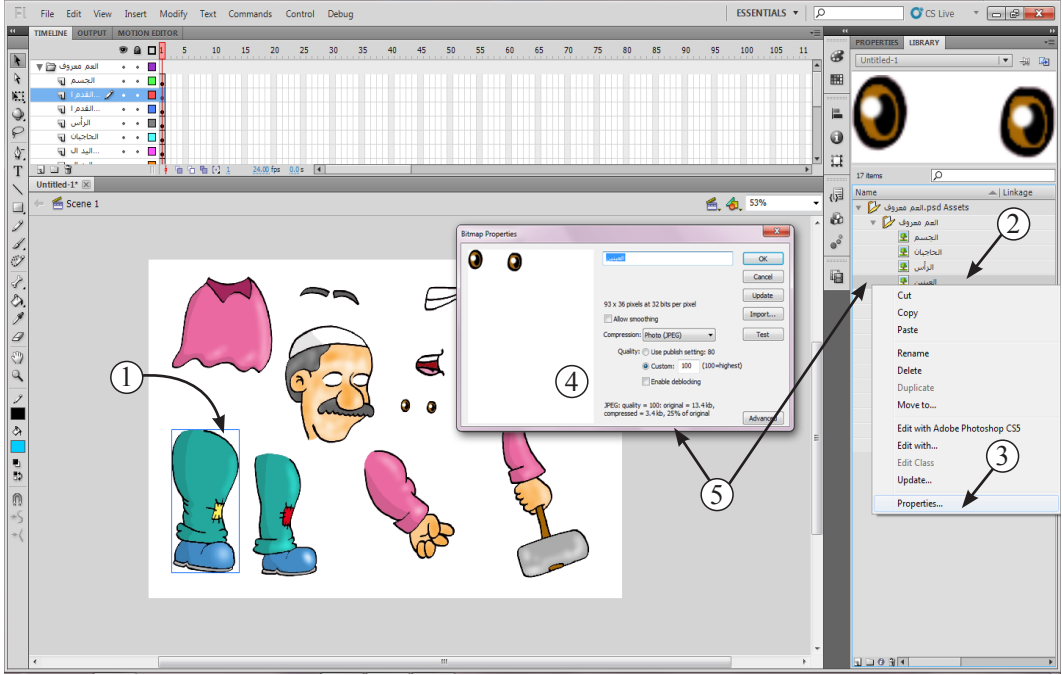 Fl File Edit View Insert Modify Text Commands Control Debug ESSENTIALS CS Live
TIMELINE OUTPUT MOTION EDITOR
1 5 10 15 20 25 30 35 40 45 50 55 60 65 70 75 80 85 90 95 100 105 11
العم معروف
الجسم
القدم ا...
القدم ا...
الرأس
الحاجبان
اليد ال...
1 24.00 fps 0.0 s
Untitled-1*
Scene 1 53%
PROPERTIES LIBRARY
Untitled-1
17 items
Name Linkage
العم معروف.psd Assets
العم معروف
الجسم
الحاجبان
الرأس
العينين
Cut
Copy
Paste
Rename
Delete
Duplicate
Move to...
Edit with Adobe Photoshop CS5
Edit with...
Edit Class
Update...
Properties...
Bitmap Properties
العينين
OK
Cancel
Update
Import...
Test
93 x 36 pixels at 32 bits per pixel
Allow smoothing
Compression: Photo (JPEG)
Quality: Use publish setting: 80
Custom: 100 (100=highest)
Enable deblocking
JPEG: quality = 100: original = 13.4 kb,
compressed = 3.4 kb, 25% of original
Advanced
1
2
3
4
5